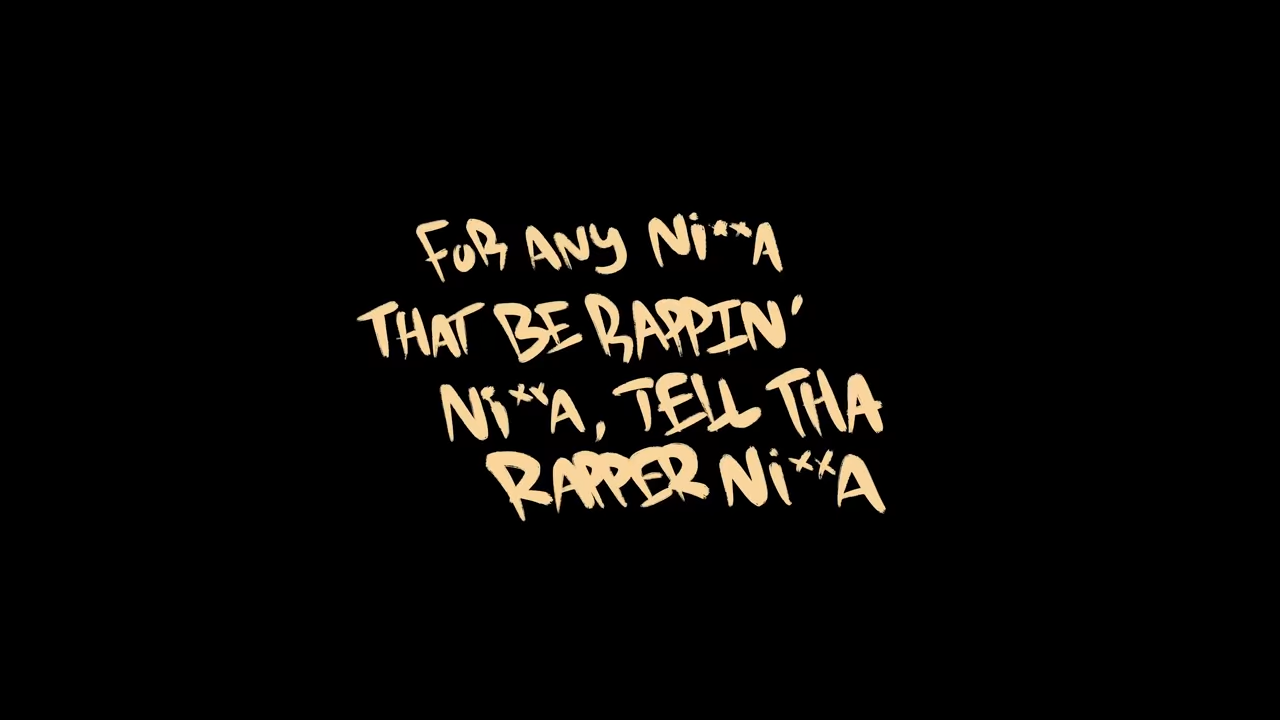 FOR ANY Ni**A
THAT BE RAPPIN'
Ni**A, TELL THA
RAPPER Ni**A